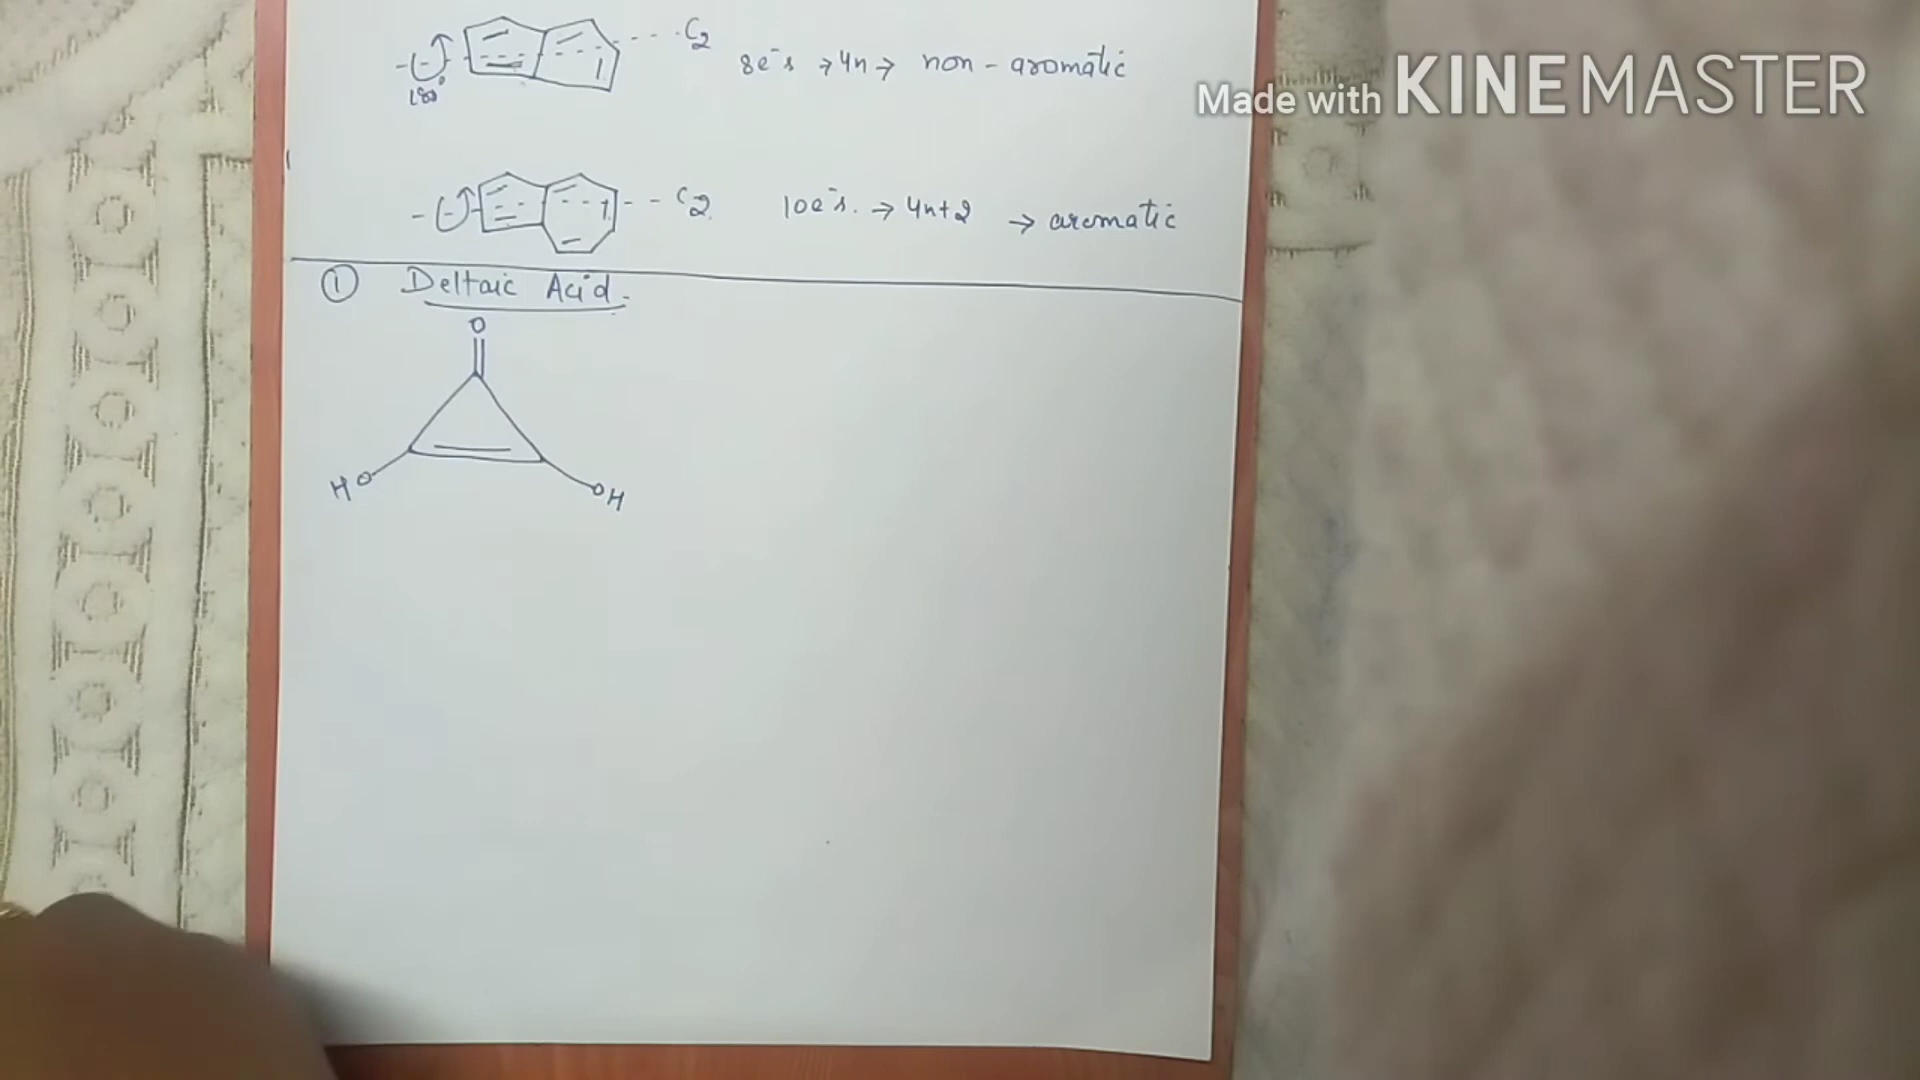 C2
180°
8e⁻s → 4n → non-aromatic
Made with KINEMASTER
C2
10e⁻s. → 4n+2 → aromatic
① Deltaic Acid.
O
HO OH